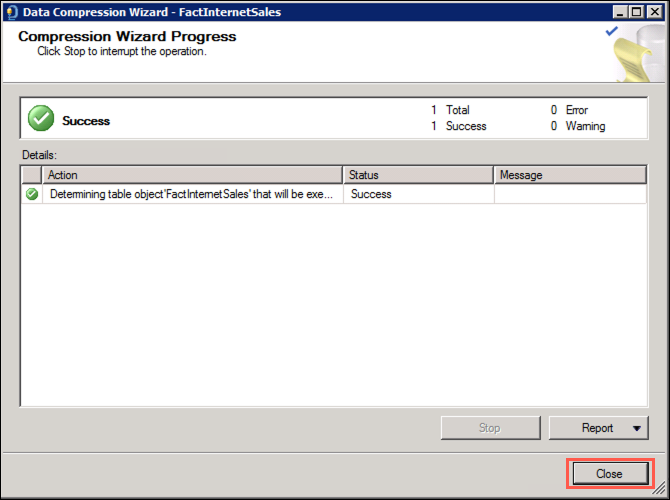 Data Compression Wizard - FactInternetSales
Compression Wizard Progress
Click Stop to interrupt the operation.
Success
1 Total 0 Error
1 Success 0 Warning
Details:
Action Status Message
Determining table object'FactInternetSales' that will be exe... Success
Stop Report
Close